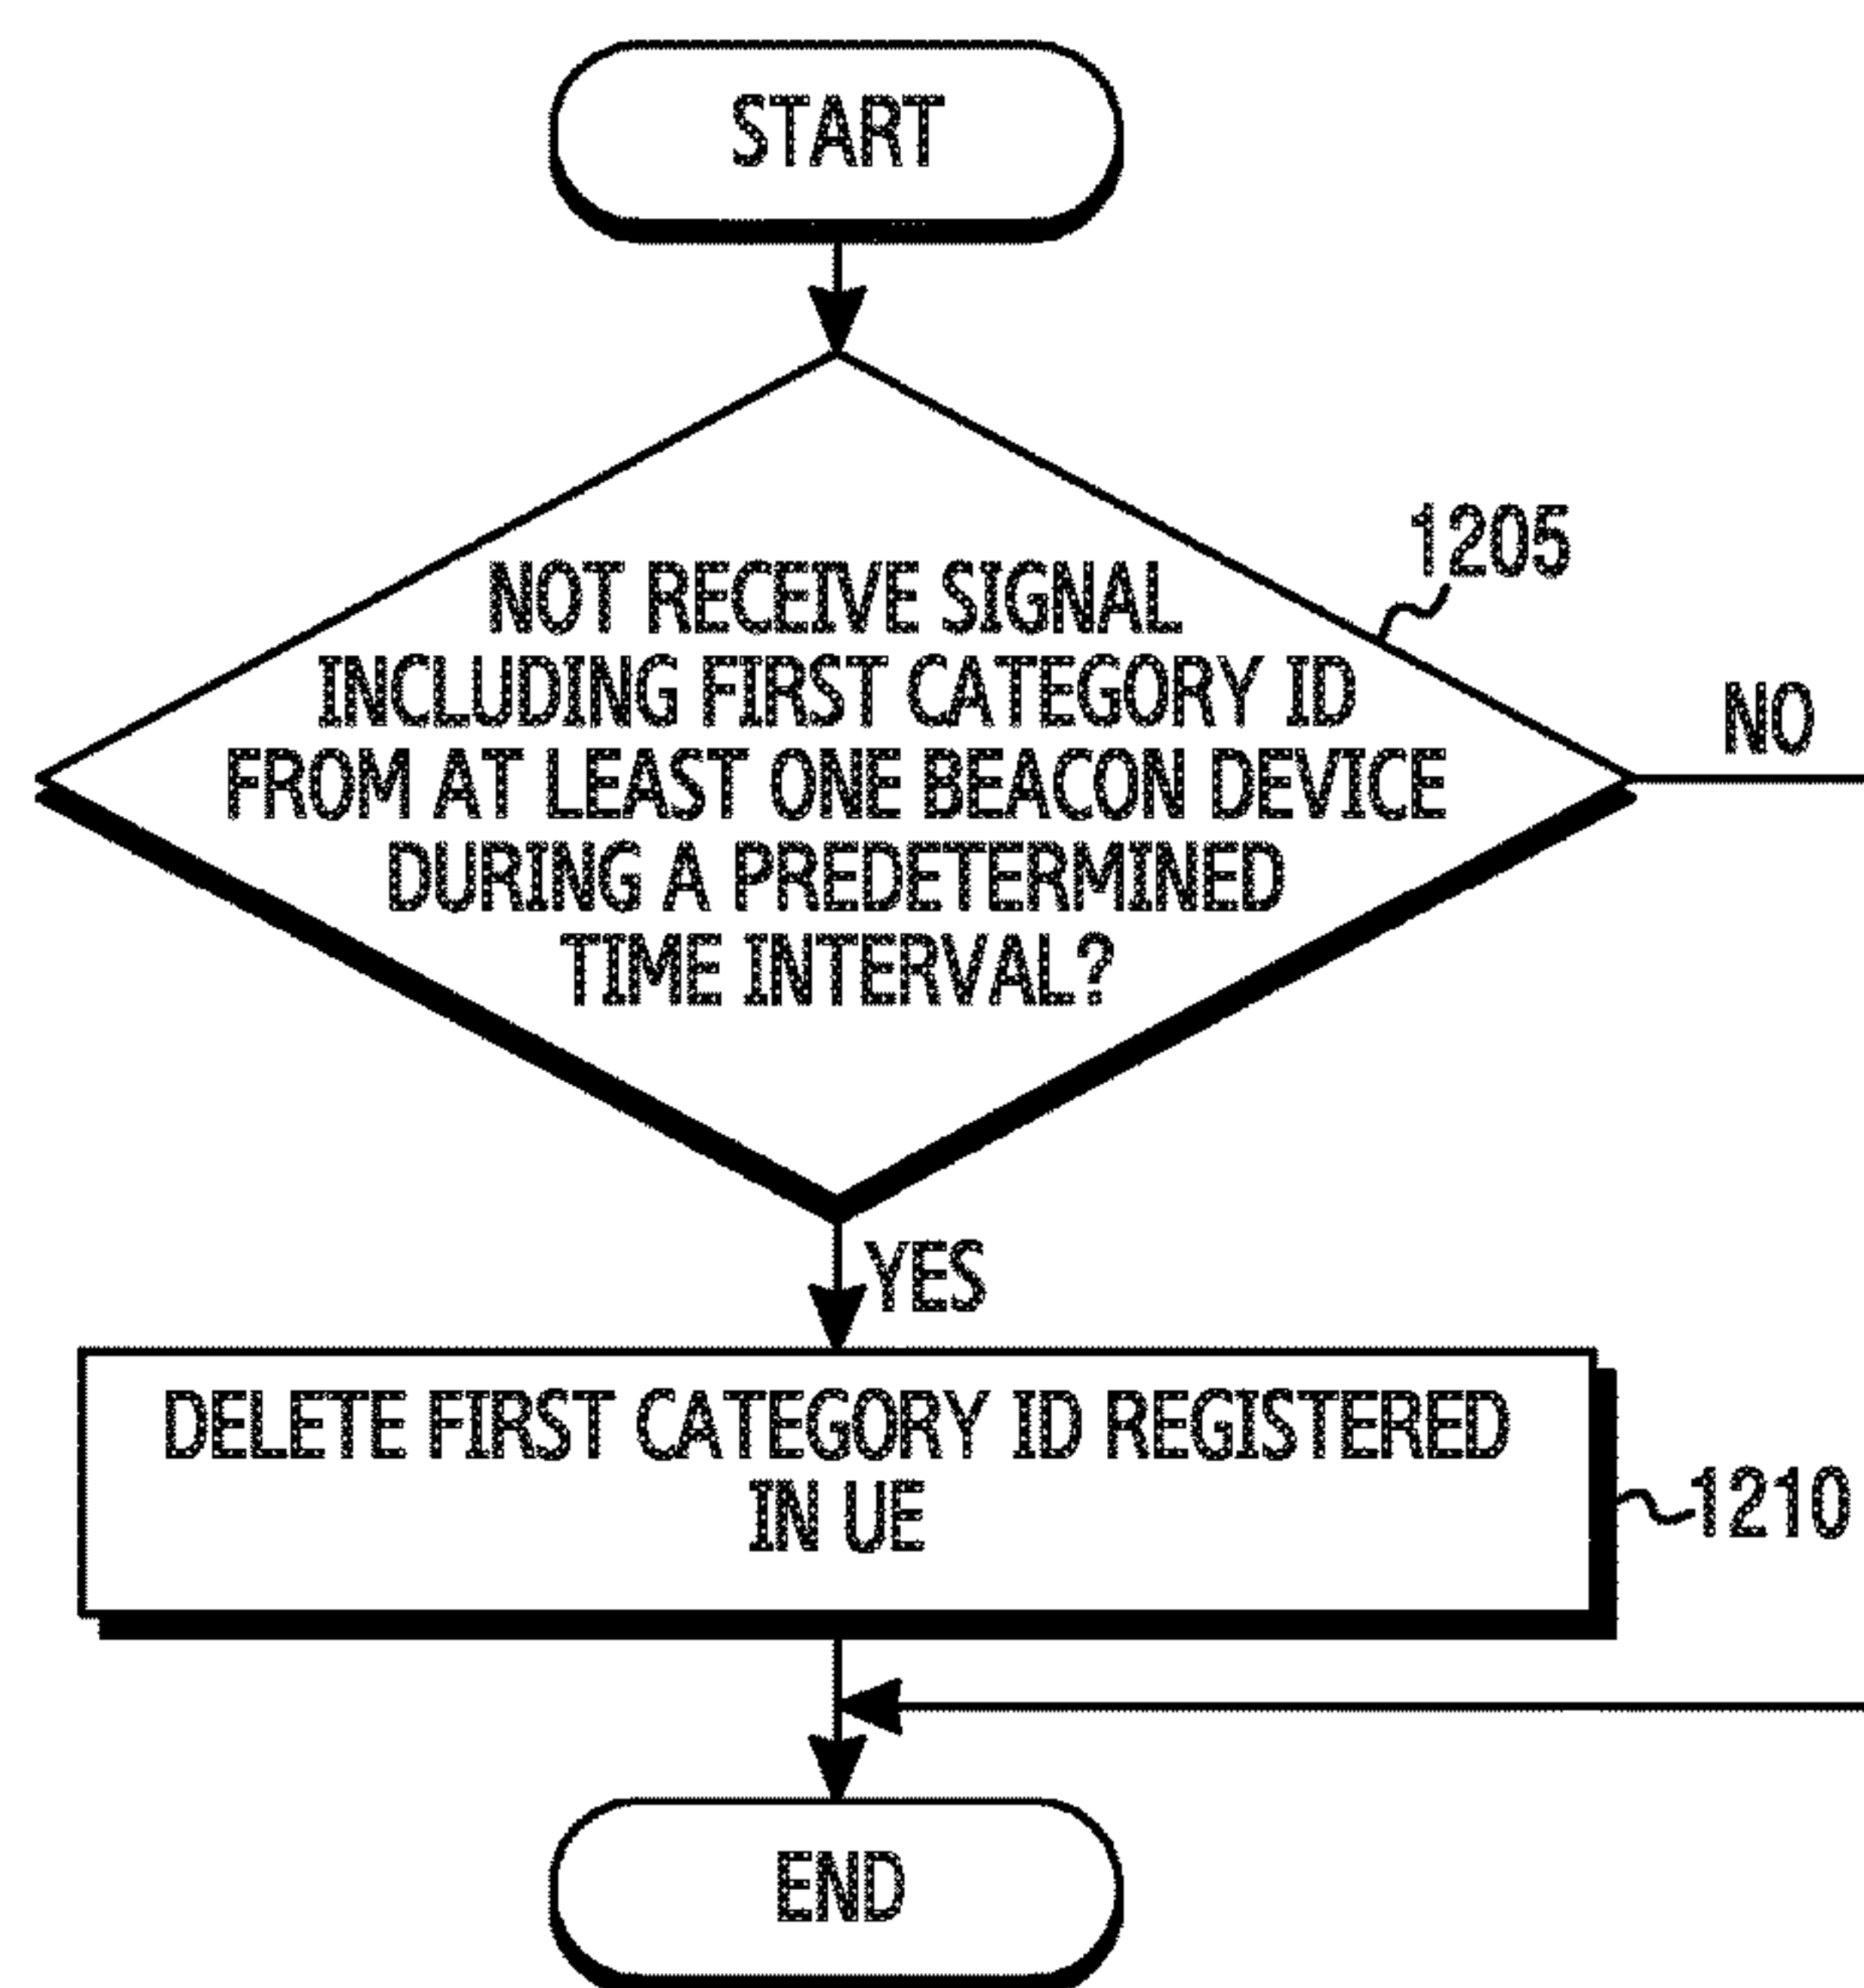 START
1205
NOT RECEIVE SIGNAL
INCLUDING FIRST CATEGORY ID
FROM AT LEAST ONE BEACON DEVICE
DURING A PREDETERMINED
TIME INTERVAL?
NO
YES
DELETE FIRST CATEGORY ID REGISTERED
IN UE
1210
END